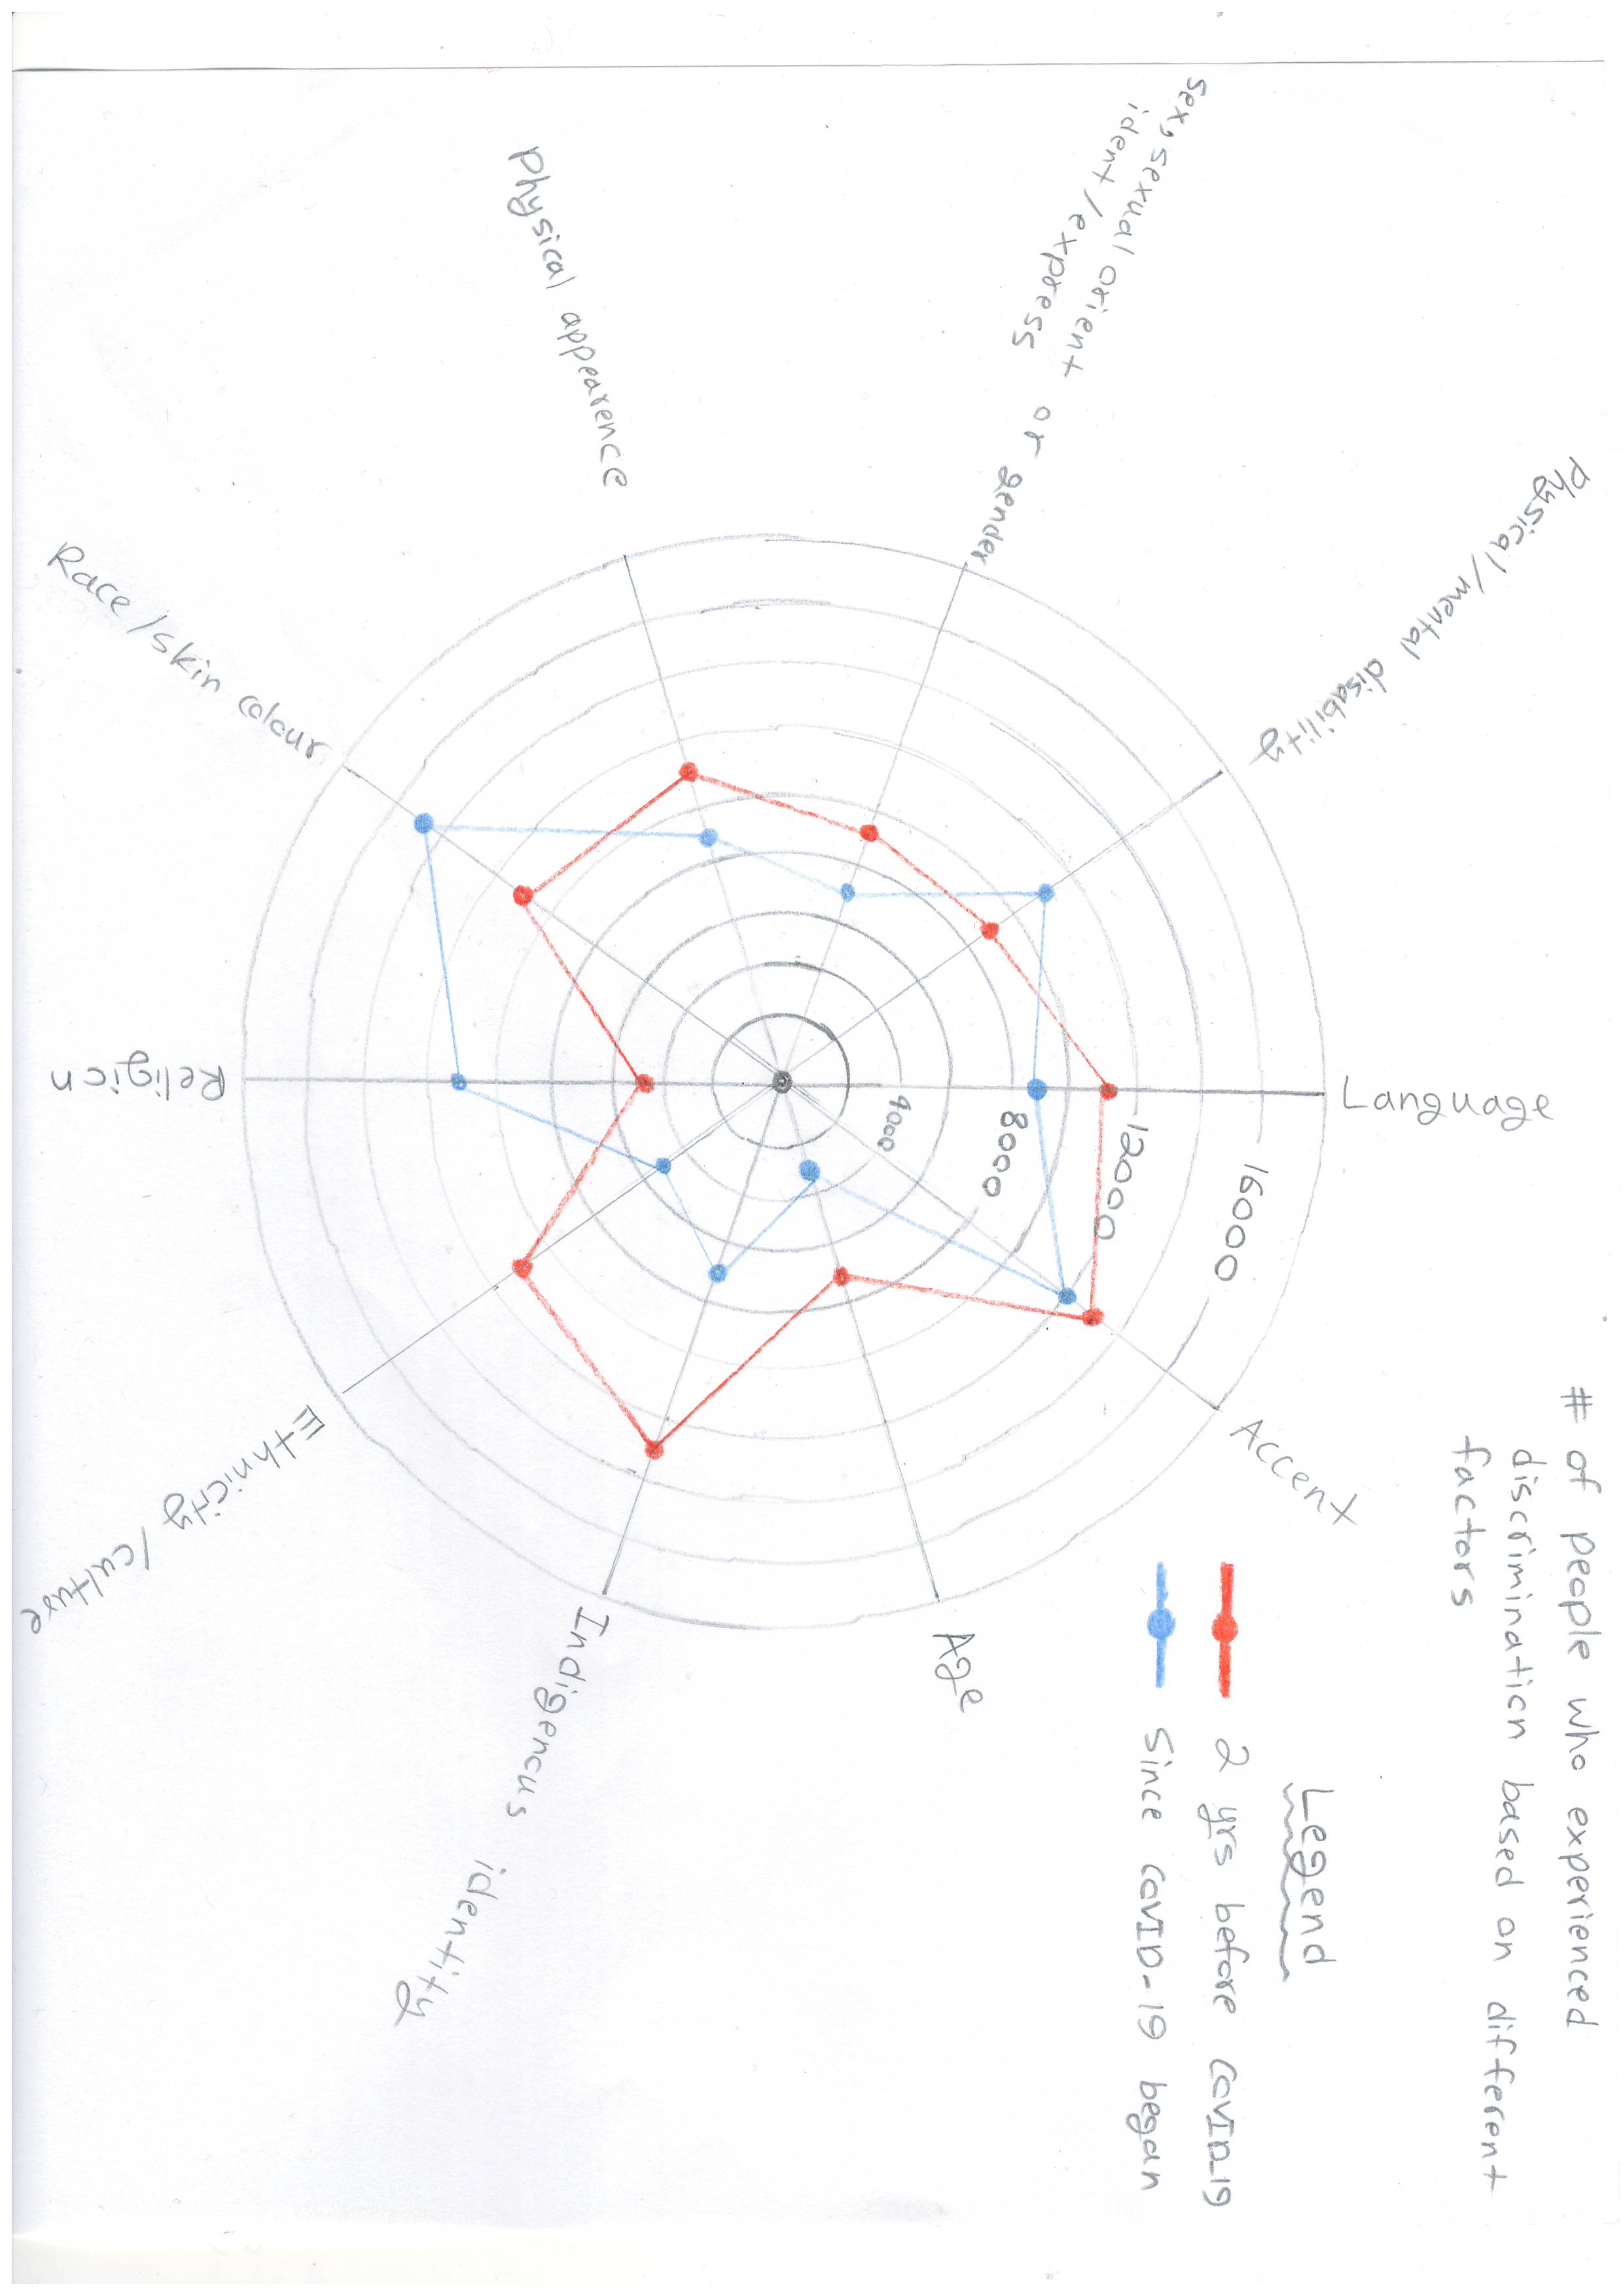 # of people who experienced
discrimination based on different
factors
Legend
2 yrs before COVID-19
Since COVID-19 began
Language
Accent
Age
Indigenous identity
Ethnicity/culture
Religion
Race/skin colour
Physical appearence
sex, sexual orient or gender
ident/express
Physical/mental disability
16000
12000
8000
4000